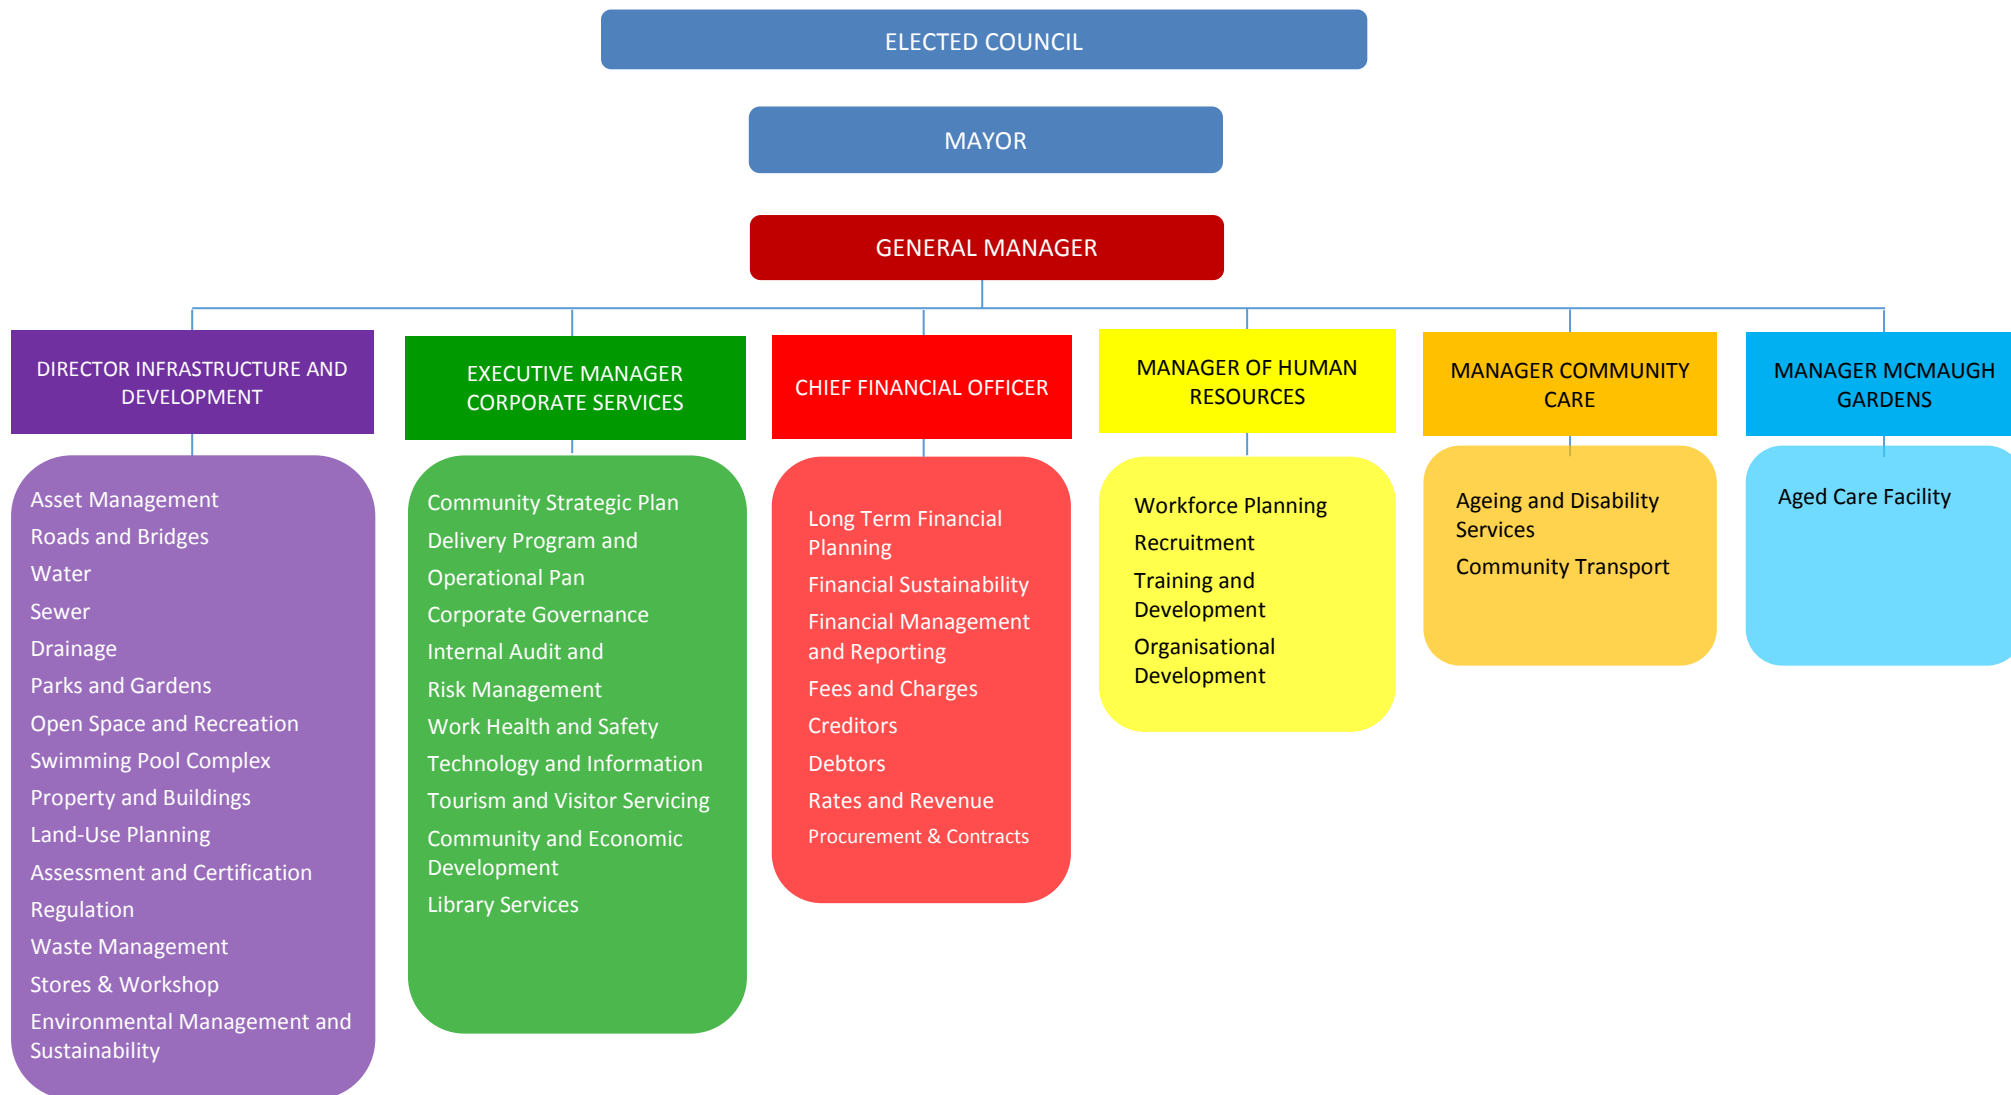 ELECTED COUNCIL
MAYOR
GENERAL MANAGER
DIRECTOR INFRASTRUCTURE AND
DEVELOPMENT
Asset Management
Roads and Bridges
Water
Sewer
Drainage
Parks and Gardens
Open Space and Recreation
Swimming Pool Complex
Property and Buildings
Land-Use Planning
Assessment and Certification
Regulation
Waste Management
Stores & Workshop
Environmental Management and
Sustainability
EXECUTIVE MANAGER
CORPORATE SERVICES
Community Strategic Plan
Delivery Program and
Operational Pan
Corporate Governance
Internal Audit and
Risk Management
Work Health and Safety
Technology and Information
Tourism and Visitor Servicing
Community and Economic
Development
Library Services
CHIEF FINANCIAL OFFICER
Long Term Financial
Planning
Financial Sustainability
Financial Management
and Reporting
Fees and Charges
Creditors
Debtors
Rates and Revenue
Procurement & Contracts
MANAGER OF HUMAN
RESOURCES
Workforce Planning
Recruitment
Training and
Development
Organisational
Development
MANAGER COMMUNITY
CARE
Ageing and Disability
Services
Community Transport
MANAGER MCMAUGH
GARDENS
Aged Care Facility